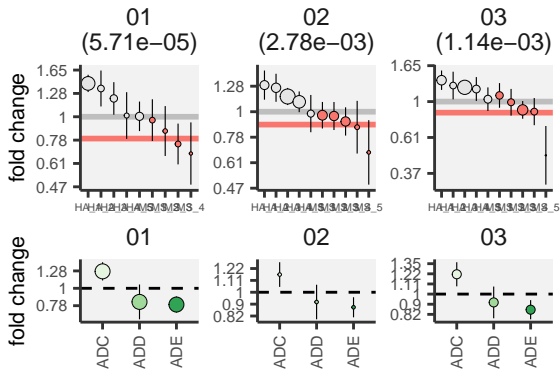 01
(5.71e−05)
02
(2.78e−03)
03
(1.14e−03)
fold change
1.65
1.28
1
0.78
0.61
0.47
1.28
1
0.78
0.61
0.47
1.65
1
0.61
0.37
01
02
03
fold change
1.28
1
0.78
1.22
1.11
1
0.9
0.82
1.35
1.22
1.11
1
0.9
0.82
ADC
ADD
ADE
ADC
ADD
ADE
ADC
ADD
ADE